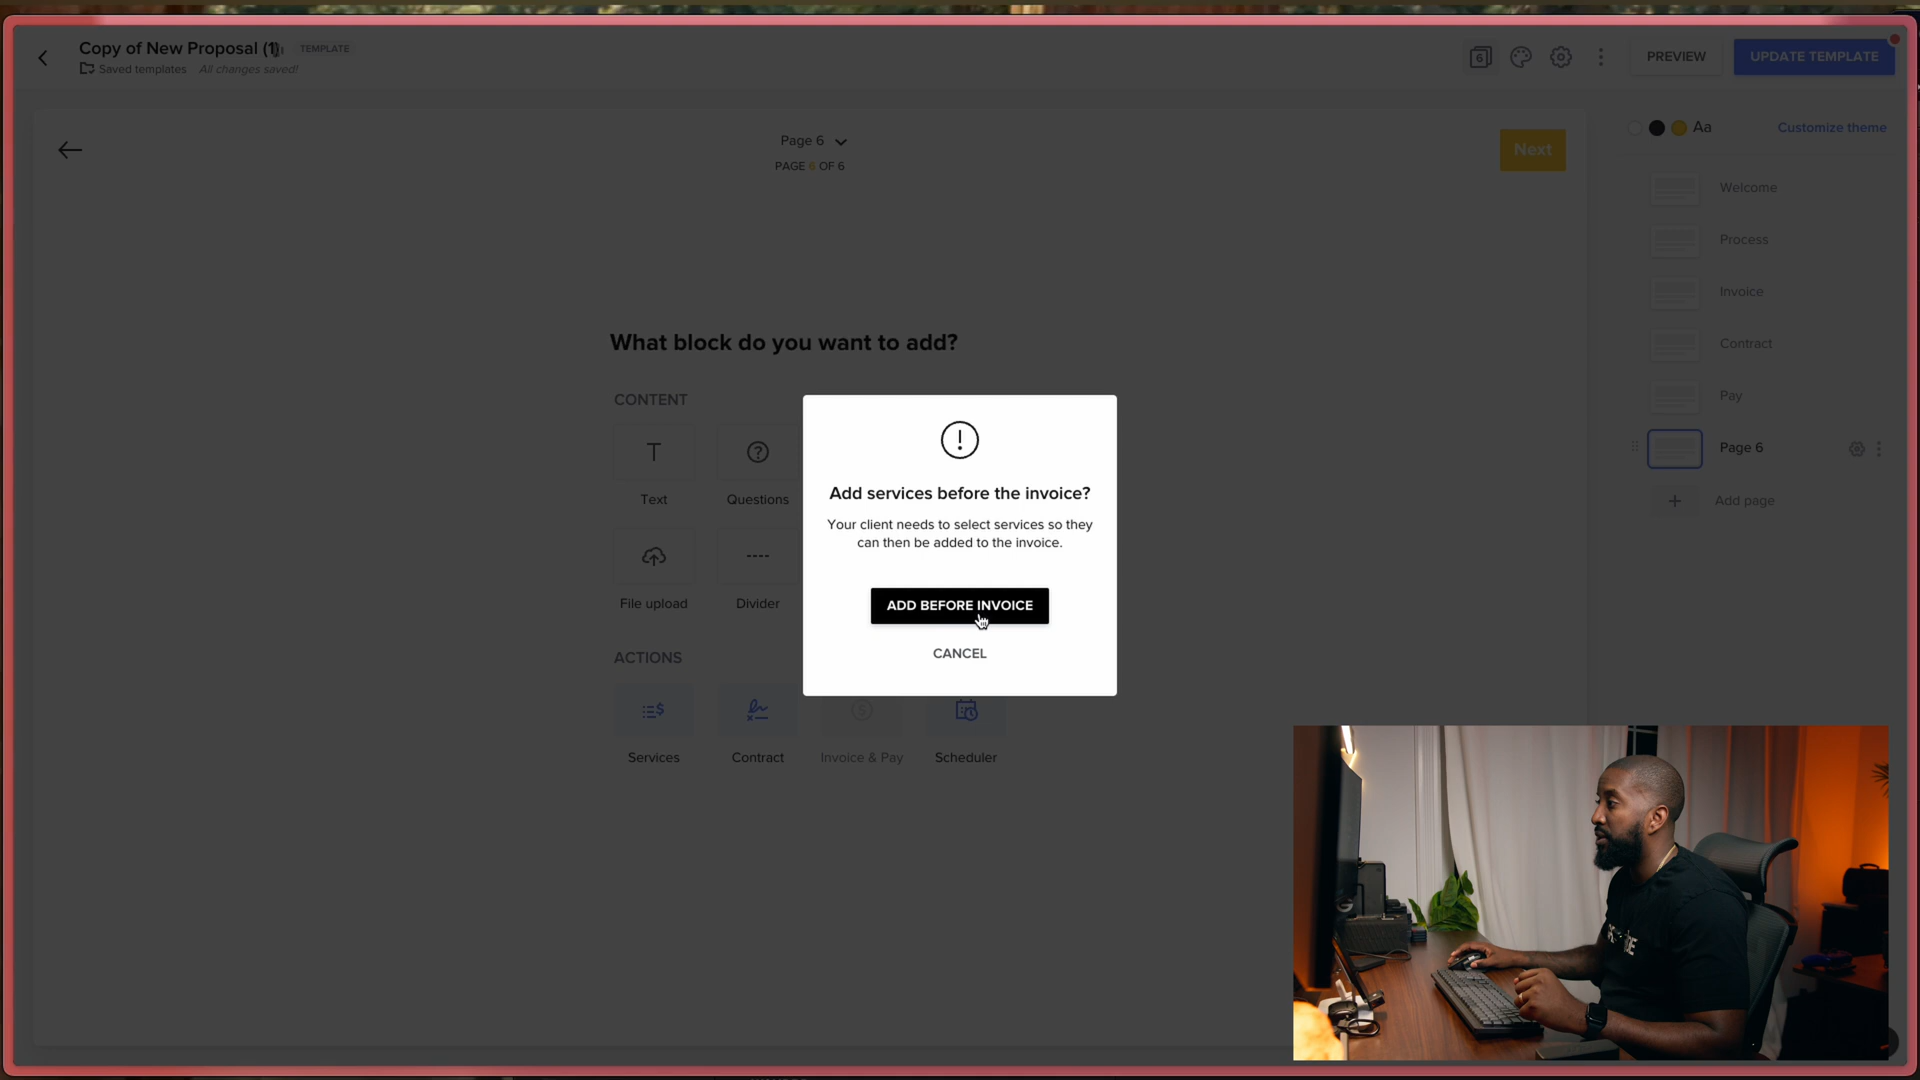 Copy of New Proposal (1)
TEMPLATE
Saved templates
All changes saved!
6
PREVIEW
UPDATE TEMPLATE
Page 6
PAGE 6 OF 6
Next
Aa
Customize theme
Welcome
Process
Invoice
Contract
Pay
Page 6
Add page
What block do you want to add?
CONTENT
Text
Questions
File upload
Divider
ACTIONS
Services
Contract
Invoice & Pay
Scheduler
Add services before the invoice?
Your client needs to select services so they
can then be added to the invoice.
ADD BEFORE INVOICE
CANCEL